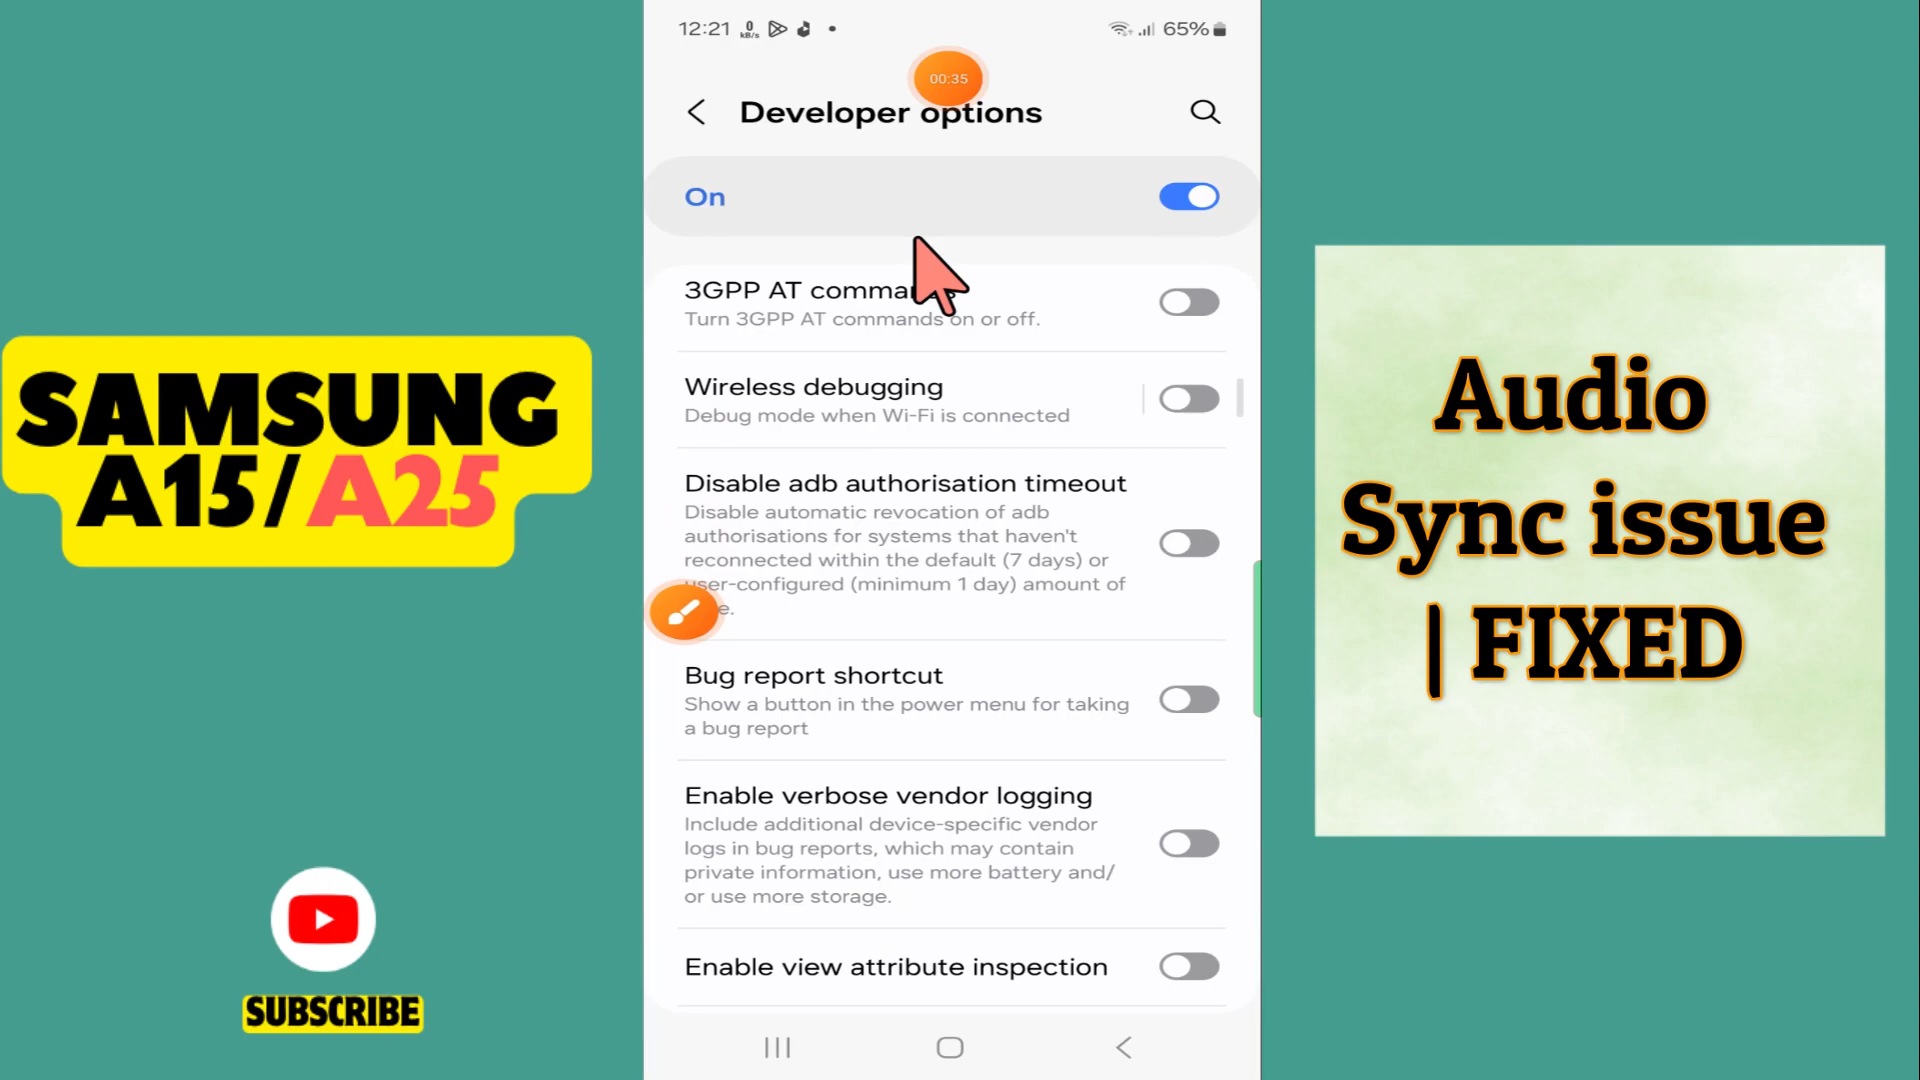 12:21
0
kB/s
65%
00:35
Developer options
On
3GPP AT comma
Turn 3GPP AT commands on or off.
Wireless debugging
Debug mode when Wi-Fi is connected
Disable adb authorisation timeout
Disable automatic revocation of adb
authorisations for systems that haven't
reconnected within the default (7 days) or
user-configured (minimum 1 day) amount of
e.
Bug report shortcut
Show a button in the power menu for taking
a bug report
Enable verbose vendor logging
Include additional device-specific vendor
logs in bug reports, which may contain
private information, use more battery and/
or use more storage.
Enable view attribute inspection
SAMSUNG
A15/A25
SUBSCRIBE
Audio
Sync issue
| FIXED